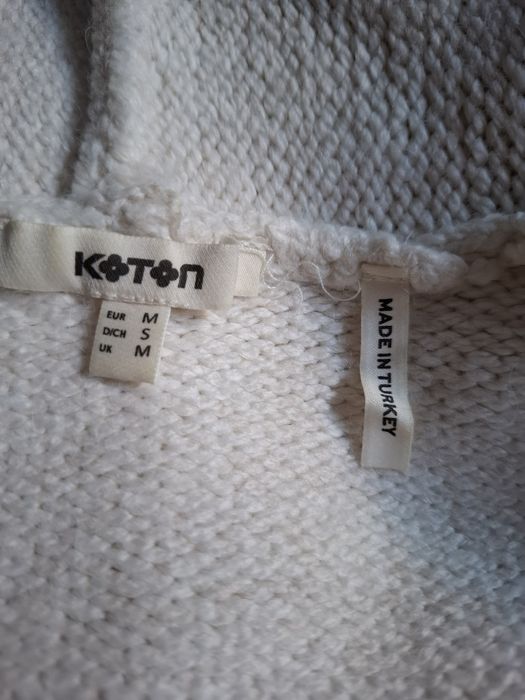 KOTON
EUR M
D/CH S
UK M
MADE IN TURKEY